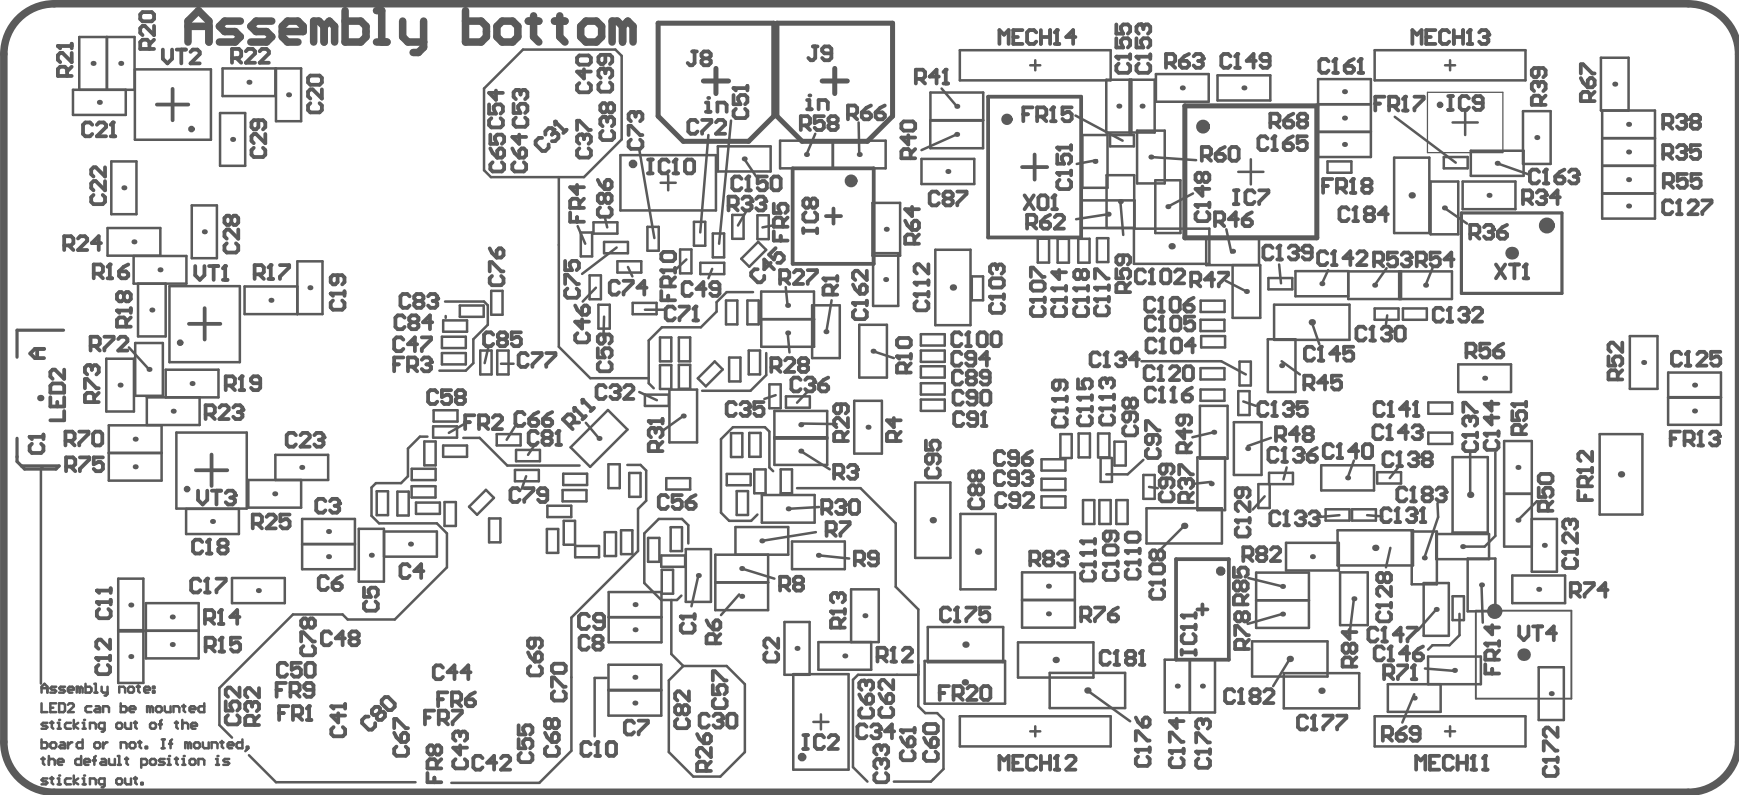 Assembly bottom
R21
R20
VT2
R22
C20
C21
C29
C22
C28
R24
R16
VT1
R17
C19
R18
R72
R73
R19
R23
A
LED2
C1
R70
R75
C23
VT3
R25
C18
C3
C6
C5
C4
C17
C11
C12
R14
R15
C78
C48
C50
FR9
FR1
C52
R32
C41
C80
C67
C44
FR6
FR7
FR8
C43
C42
C55
C68
C69
C70
C10
C9
C8
C7
C65
C54
C64
C53
C31
C40
C39
C37
C38
C73
J8
in
C51
C72
J9
in
R58
R66
IC10
C150
FR4
C86
R33
FR5
C45
IC8
R64
C75
C74
FR10
C49
C71
C46
C59
R27
R1
C162
R28
R10
C76
C83
C84
C47
FR3
C85
C77
C58
FR2
C66
C81
C79
R11
C32
R31
C35
C36
R29
R4
R3
C56
R30
R7
R9
R8
R6
C1
R13
C2
R12
C82
C57
R26
C30
IC2
C63
C62
C34
C33
C61
C60
MECH14
R41
R40
C87
XO1
FR15
C151
R62
C155
C153
R63
C149
R60
C148
R68
C165
IC7
R46
C161
FR18
MECH13
FR17
IC9
R39
R67
R38
R35
R55
C127
C163
R34
C184
R36
XT1
C112
C103
C107
C114
C118
C117
R59
C102
R47
C139
C142
R53
R54
C106
C105
C104
C145
C130
C132
C100
C94
C89
C90
C91
C134
C120
C116
R45
C135
R56
R52
C125
FR13
C119
C115
C113
C98
C97
R49
R48
C141
C143
C137
C144
R51
C95
C88
C96
C93
C92
C99
R37
C136
C140
C138
C129
C133
C131
C183
R50
FR12
C111
C109
C110
C108
R82
R85
R78
C128
C123
R83
R76
IC11
R84
C147
C146
R71
FR14
R74
VT4
C175
FR20
C181
C176
C174
C173
C182
C177
R69
C172
MECH12
MECH11
Assembly note:
LED2 can be mounted
sticking out of the
board or not. If mounted,
the default position is
sticking out.